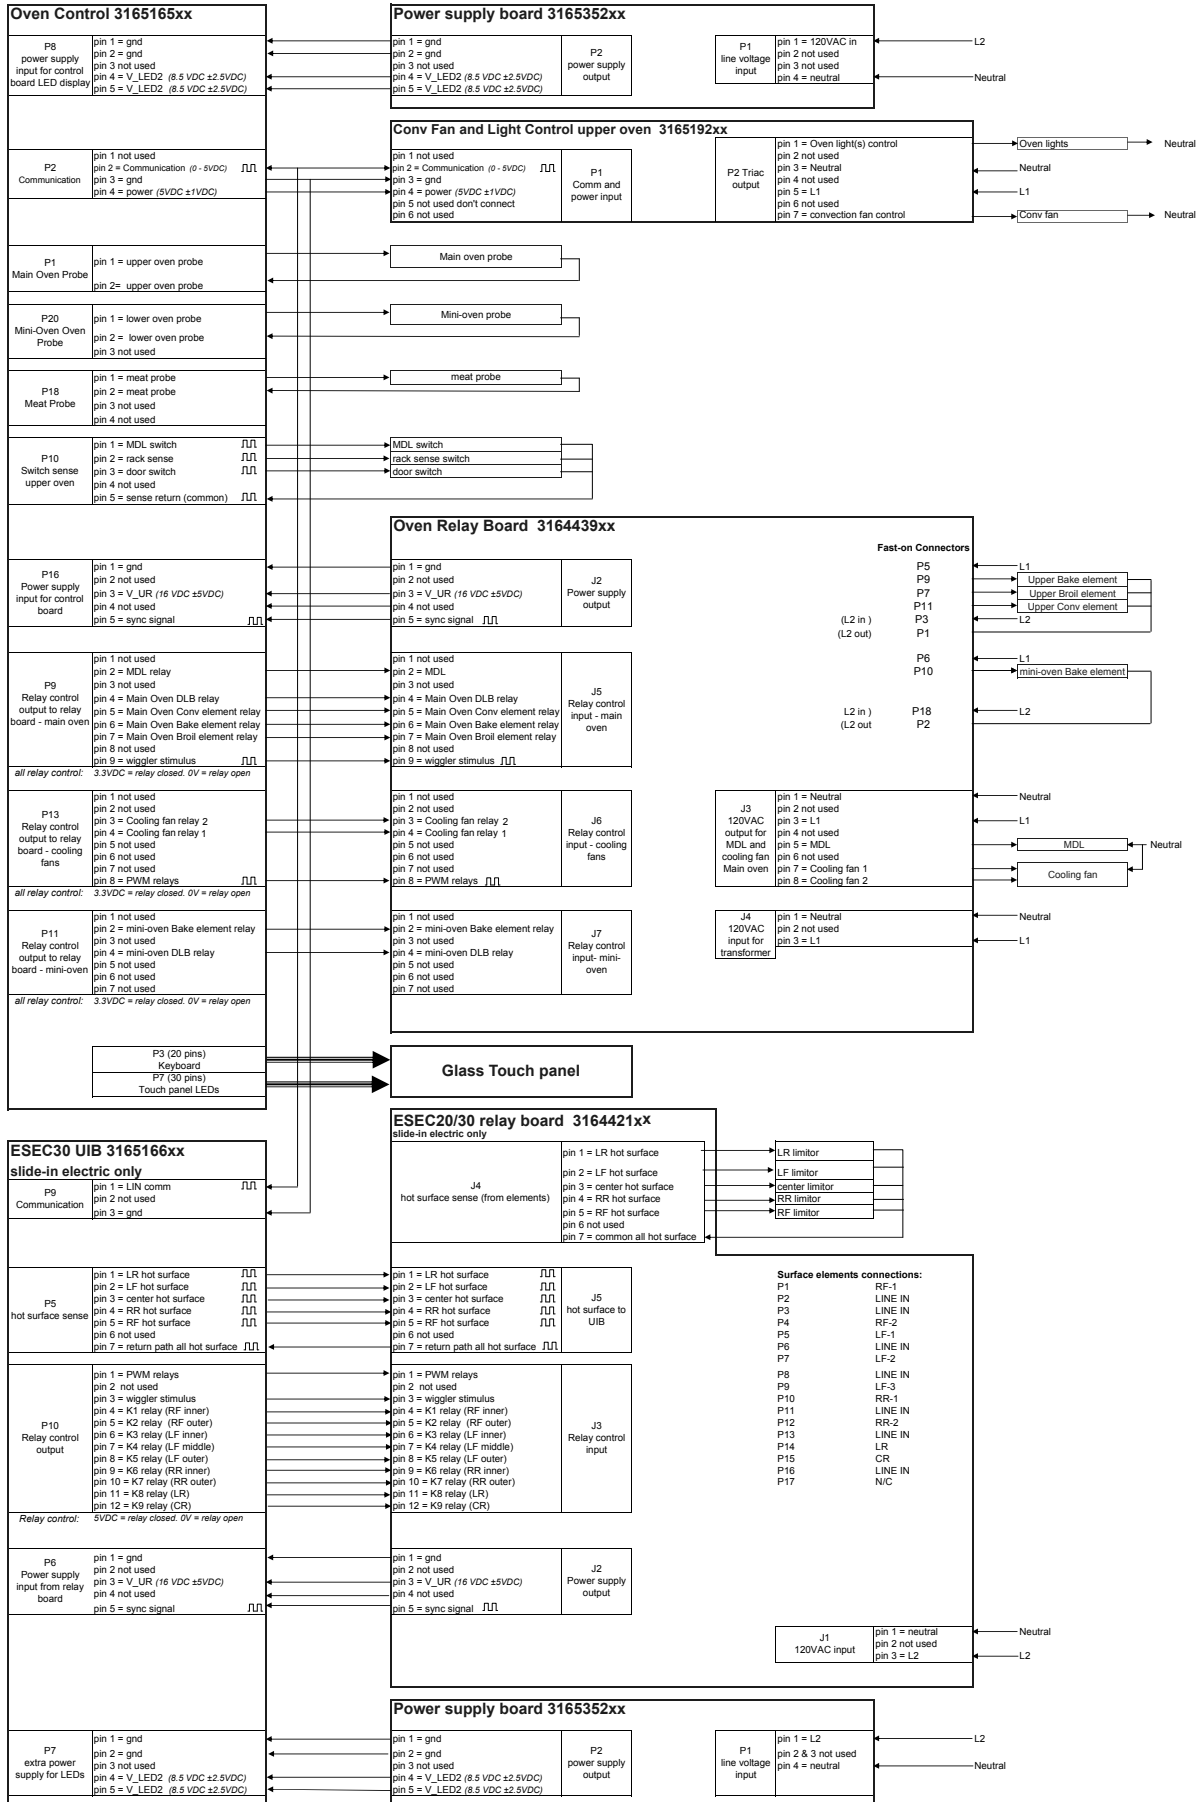 Oven Control 3165165xx
P8
power supply
input for control
board LED display
pin 1 = gnd
pin 2 = gnd
pin 3 not used
pin 4 = V_LED2 (8.5 VDC ±2.5VDC)
pin 5 = V_LED2 (8.5 VDC ±2.5VDC)
Power supply board 3165352xx
pin 1 = gnd
pin 2 = gnd
pin 3 not used
pin 4 = V_LED2 (8.5 VDC ±2.5VDC)
pin 5 = V_LED2 (8.5 VDC ±2.5VDC)
P2
power supply
output
P1
line voltage
input
pin 1 = 120VAC in
pin 2 not used
pin 3 not used
pin 4 = neutral
L2
Neutral
P2
Communication
pin 1 not used
pin 2 = Communication (0 - 5VDC)
pin 3 = gnd
pin 4 = power (5VDC ±1VDC)
Conv Fan and Light Control upper oven 3165192xx
pin 1 not used
pin 2 = Communication (0 - 5VDC)
pin 3 = gnd
pin 4 = power (5VDC ±1VDC)
pin 5 not used don't connect
pin 6 not used
P1
Comm and
power input
P2 Triac
output
pin 1 = Oven light(s) control
pin 2 not used
pin 3 = Neutral
pin 4 not used
pin 5 = L1
pin 6 not used
pin 7 = convection fan control
Oven lights
Neutral
Neutral
L1
Conv fan
Neutral
P1
Main Oven Probe
pin 1 = upper oven probe
pin 2= upper oven probe
Main oven probe
P20
Mini-Oven Oven
Probe
pin 1 = lower oven probe
pin 2 = lower oven probe
pin 3 not used
Mini-oven probe
P18
Meat Probe
pin 1 = meat probe
pin 2 = meat probe
pin 3 not used
pin 4 not used
meat probe
P10
Switch sense
upper oven
pin 1 = MDL switch
pin 2 = rack sense
pin 3 = door switch
pin 4 not used
pin 5 = sense return (common)
MDL switch
rack sense switch
door switch
Oven Relay Board 3164439xx
P16
Power supply
input for control
board
pin 1 = gnd
pin 2 not used
pin 3 = V_UR (16 VDC ±5VDC)
pin 4 not used
pin 5 = sync signal
pin 1 = gnd
pin 2 not used
pin 3 = V_UR (16 VDC ±5VDC)
pin 4 not used
pin 5 = sync signal
J2
Power supply
output
Fast-on Connectors
P5
P9
P7
P11
(L2 in ) P3
(L2 out) P1
P6
P10
L2 in ) P18
(L2 out P2
L1
Upper Bake element
Upper Broil element
Upper Conv element
L2
L1
mini-oven Bake element
L2
P9
Relay control
output to relay
board - main oven
pin 1 not used
pin 2 = MDL relay
pin 3 not used
pin 4 = Main Oven DLB relay
pin 5 = Main Oven Conv element relay
pin 6 = Main Oven Bake element relay
pin 7 = Main Oven Broil element relay
pin 8 not used
pin 9 = wiggler stimulus
all relay control: 3.3VDC = relay closed. 0V = relay open
pin 1 not used
pin 2 = MDL
pin 3 not used
pin 4 = Main Oven DLB relay
pin 5 = Main Oven Conv element relay
pin 6 = Main Oven Bake element relay
pin 7 = Main Oven Broil element relay
pin 8 not used
pin 9 = wiggler stimulus
J5
Relay control
input - main
oven
P13
Relay control
output to relay
board - cooling
fans
pin 1 not used
pin 2 not used
pin 3 = Cooling fan relay 2
pin 4 = Cooling fan relay 1
pin 5 not used
pin 6 not used
pin 7 not used
pin 8 = PWM relays
all relay control: 3.3VDC = relay closed. 0V = relay open
pin 1 not used
pin 2 not used
pin 3 = Cooling fan relay 2
pin 4 = Cooling fan relay 1
pin 5 not used
pin 6 not used
pin 7 not used
pin 8 = PWM relays
J6
Relay control
input - cooling
fans
J3
120VAC
output for
MDL and
cooling fan
Main oven
pin 1 = Neutral
pin 2 not used
pin 3 = L1
pin 4 not used
pin 5 = MDL
pin 6 not used
pin 7 = Cooling fan 1
pin 8 = Cooling fan 2
Neutral
L1
MDL
Neutral
Cooling fan
P11
Relay control
output to relay
board - mini-oven
pin 1 not used
pin 2 = mini-oven Bake element relay
pin 3 not used
pin 4 = mini-oven DLB relay
pin 5 not used
pin 6 not used
pin 7 not used
all relay control: 3.3VDC = relay closed. 0V = relay open
pin 1 not used
pin 2 = mini-oven Bake element relay
pin 3 not used
pin 4 = mini-oven DLB relay
pin 5 not used
pin 6 not used
pin 7 not used
J7
Relay control
input- mini-
oven
J4
120VAC
input for
transformer
pin 1 = Neutral
pin 2 not used
pin 3 = L1
Neutral
L1
P3 (20 pins)
Keyboard
P7 (30 pins)
Touch panel LEDs
Glass Touch panel
ESEC30 UIB 3165166xx
slide-in electric only
P9
Communication
pin 1 = LIN comm
pin 2 not used
pin 3 = gnd
ESEC20/30 relay board 3164421xx
slide-in electric only
J4
hot surface sense (from elements)
pin 1 = LR hot surface
pin 2 = LF hot surface
pin 3 = center hot surface
pin 4 = RR hot surface
pin 5 = RF hot surface
pin 6 not used
pin 7 = common all hot surface
LR limitor
LF limitor
center limitor
RR limitor
RF limitor
P5
hot surface sense
pin 1 = LR hot surface
pin 2 = LF hot surface
pin 3 = center hot surface
pin 4 = RR hot surface
pin 5 = RF hot surface
pin 6 not used
pin 7 = return path all hot surface
pin 1 = LR hot surface
pin 2 = LF hot surface
pin 3 = center hot surface
pin 4 = RR hot surface
pin 5 = RF hot surface
pin 6 not used
pin 7 = return path all hot surface
J5
hot surface to
UIB
Surface elements connections:
P1 RF-1
P2 LINE IN
P3 LINE IN
P4 RF-2
P5 LF-1
P6 LINE IN
P7 LF-2
P8 LINE IN
P9 LF-3
P10 RR-1
P11 LINE IN
P12 RR-2
P13 LINE IN
P14 LR
P15 CR
P16 LINE IN
P17 N/C
P10
Relay control
output
pin 1 = PWM relays
pin 2 not used
pin 3 = wiggler stimulus
pin 4 = K1 relay (RF inner)
pin 5 = K2 relay (RF outer)
pin 6 = K3 relay (LF inner)
pin 7 = K4 relay (LF middle)
pin 8 = K5 relay (LF outer)
pin 9 = K6 relay (RR inner)
pin 10 = K7 relay (RR outer)
pin 11 = K8 relay (LR)
pin 12 = K9 relay (CR)
Relay control: 5VDC = relay closed. 0V = relay open
pin 1 = PWM relays
pin 2 not used
pin 3 = wiggler stimulus
pin 4 = K1 relay (RF inner)
pin 5 = K2 relay (RF outer)
pin 6 = K3 relay (LF inner)
pin 7 = K4 relay (LF middle)
pin 8 = K5 relay (LF outer)
pin 9 = K6 relay (RR inner)
pin 10 = K7 relay (RR outer)
pin 11 = K8 relay (LR)
pin 12 = K9 relay (CR)
J3
Relay control
input
P6
Power supply
input from relay
board
pin 1 = gnd
pin 2 not used
pin 3 = V_UR (16 VDC ±5VDC)
pin 4 not used
pin 5 = sync signal
pin 1 = gnd
pin 2 not used
pin 3 = V_UR (16 VDC ±5VDC)
pin 4 not used
pin 5 = sync signal
J2
Power supply
output
J1
120VAC input
pin 1 = neutral
pin 2 not used
pin 3 = L2
Neutral
L2
Power supply board 3165352xx
P7
extra power
supply for LEDs
pin 1 = gnd
pin 2 = gnd
pin 3 not used
pin 4 = V_LED2 (8.5 VDC ±2.5VDC)
pin 5 = V_LED2 (8.5 VDC ±2.5VDC)
pin 1 = gnd
pin 2 = gnd
pin 3 not used
pin 4 = V_LED2 (8.5 VDC ±2.5VDC)
pin 5 = V_LED2 (8.5 VDC ±2.5VDC)
P2
power supply
output
P1
line voltage
input
pin 1 = L2
pin 2 & 3 not used
pin 4 = neutral
L2
Neutral